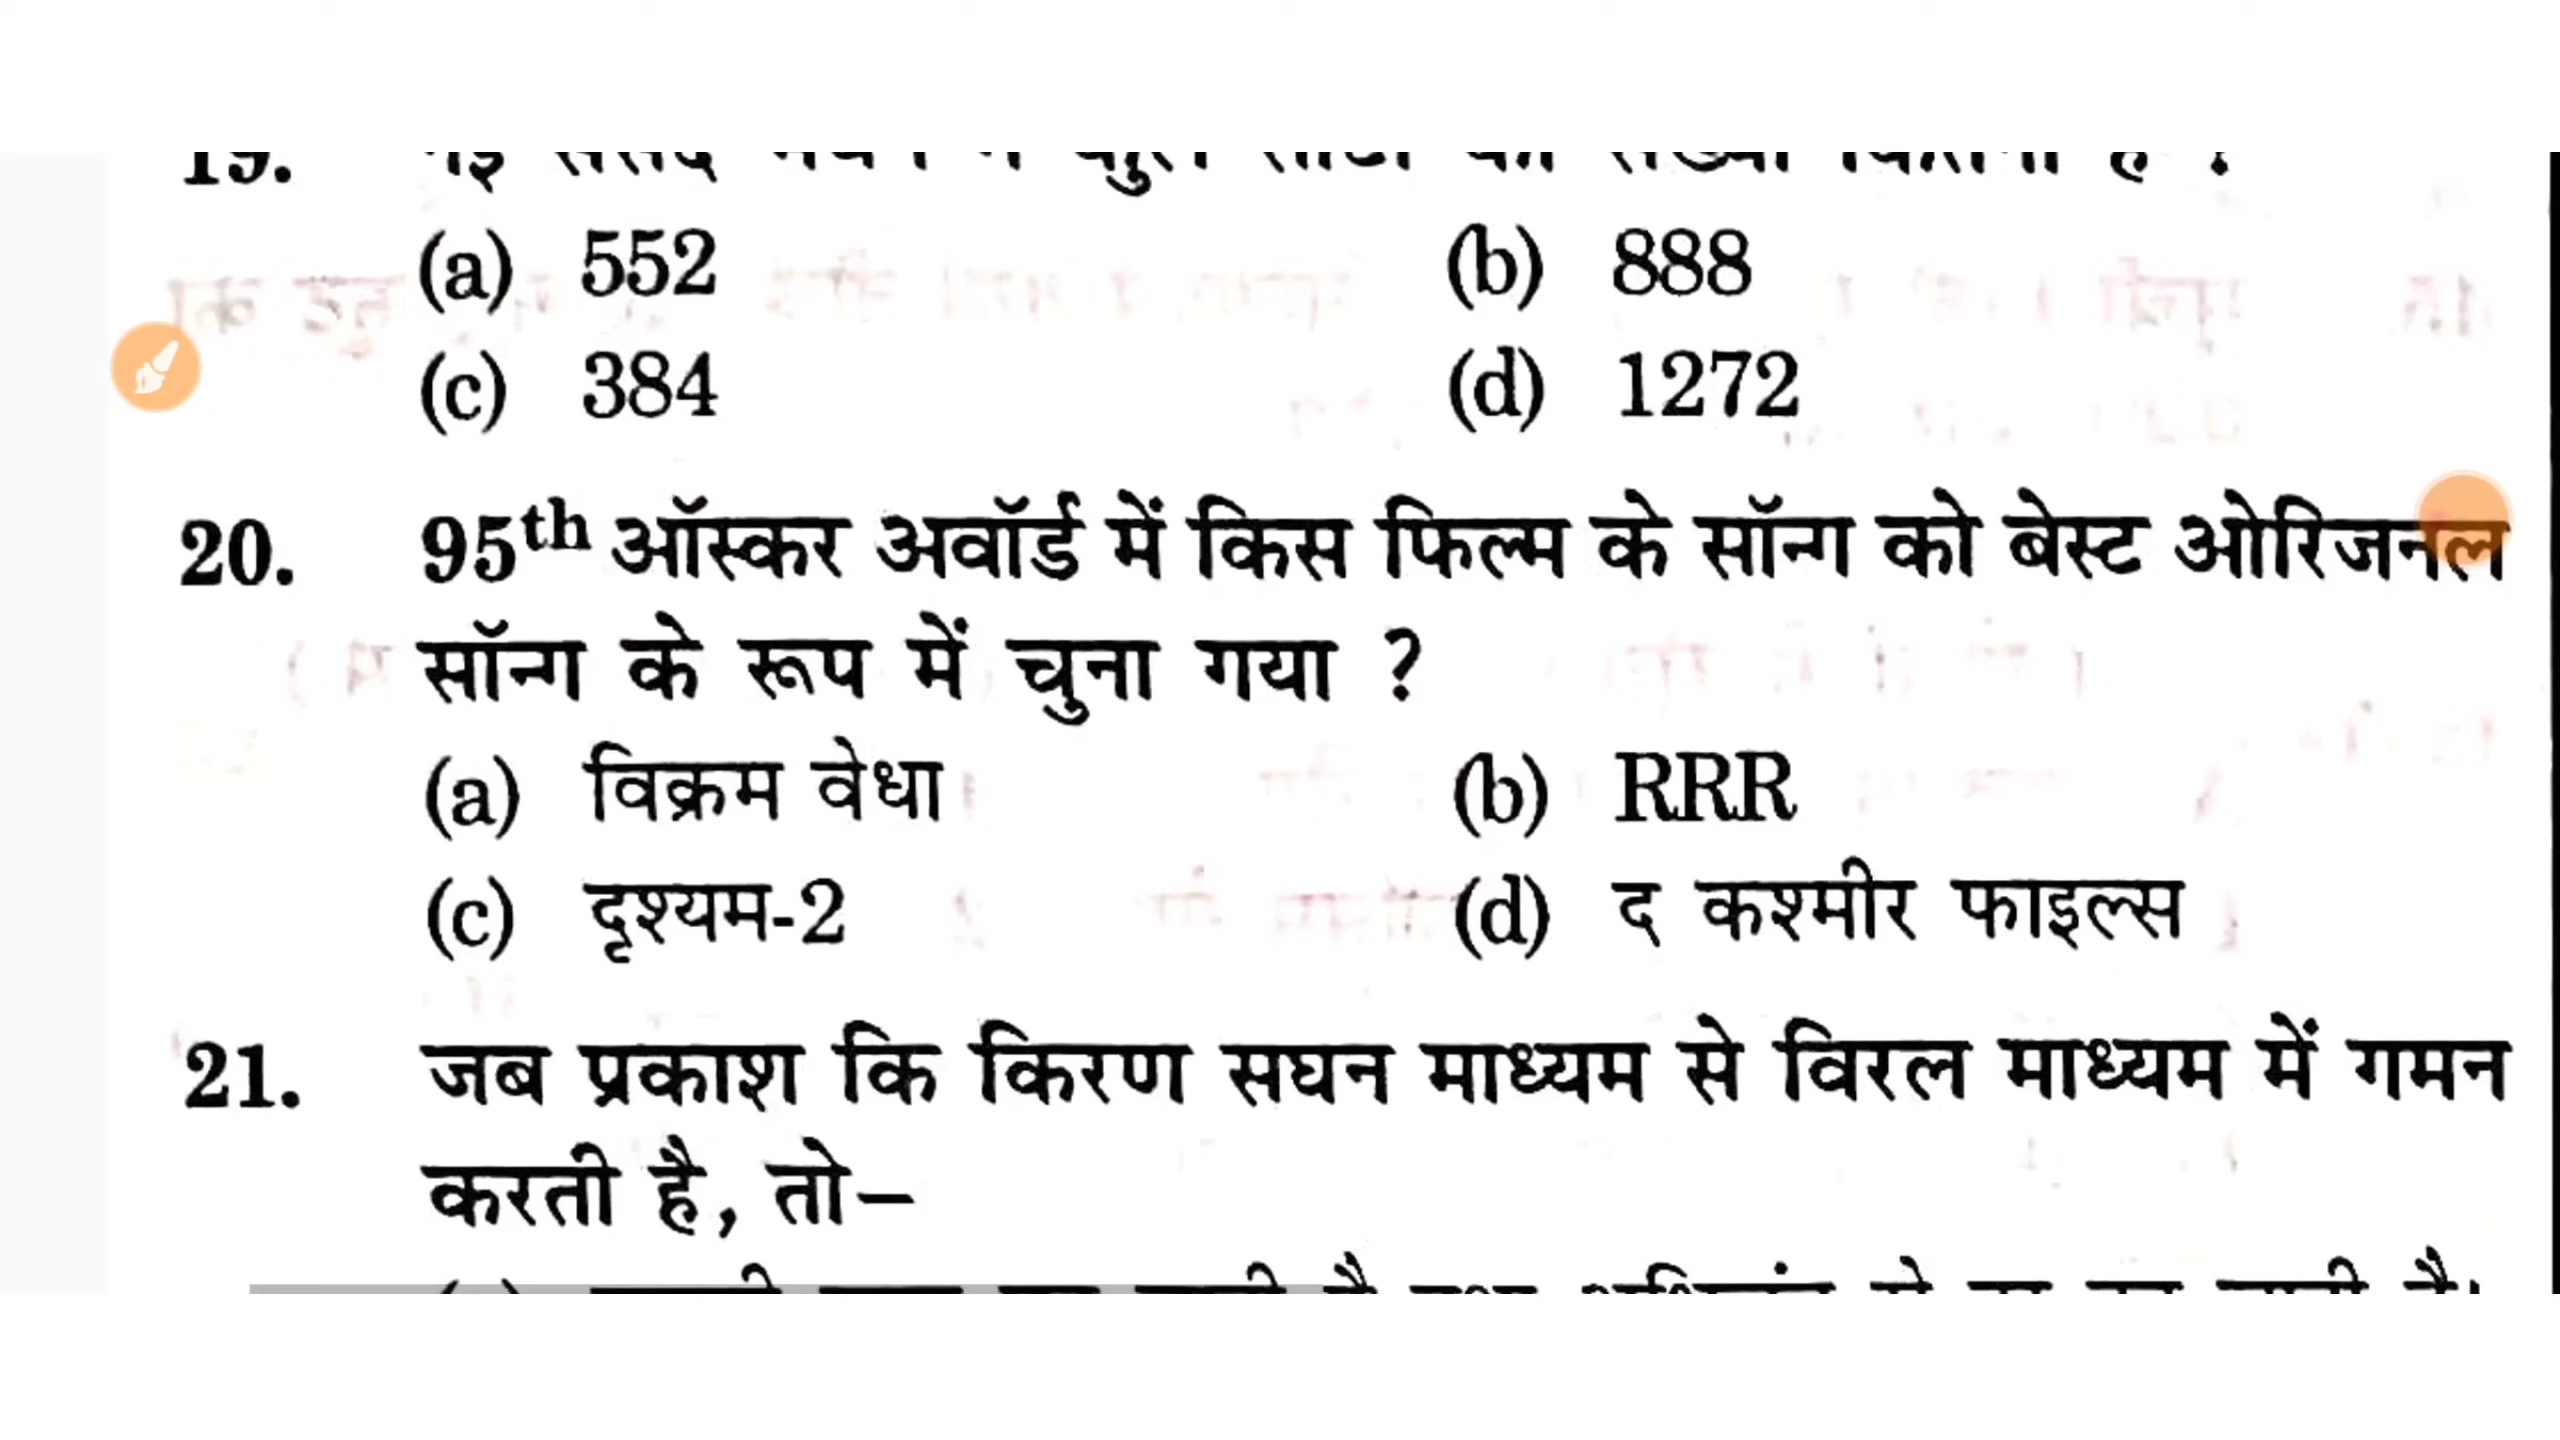 19.
(a) 552 (b) 888
(c) 384 (d) 1272
20. 95th ऑस्कर अवॉर्ड में किस फिल्म के सॉन्ग को बेस्ट ओरिजनल
सॉन्ग के रूप में चुना गया ?
(a) विक्रम वेधा (b) RRR
(c) दृश्यम-2 (d) द कश्मीर फाइल्स
21. जब प्रकाश कि किरण सघन माध्यम से विरल माध्यम में गमन
करती है, तो–